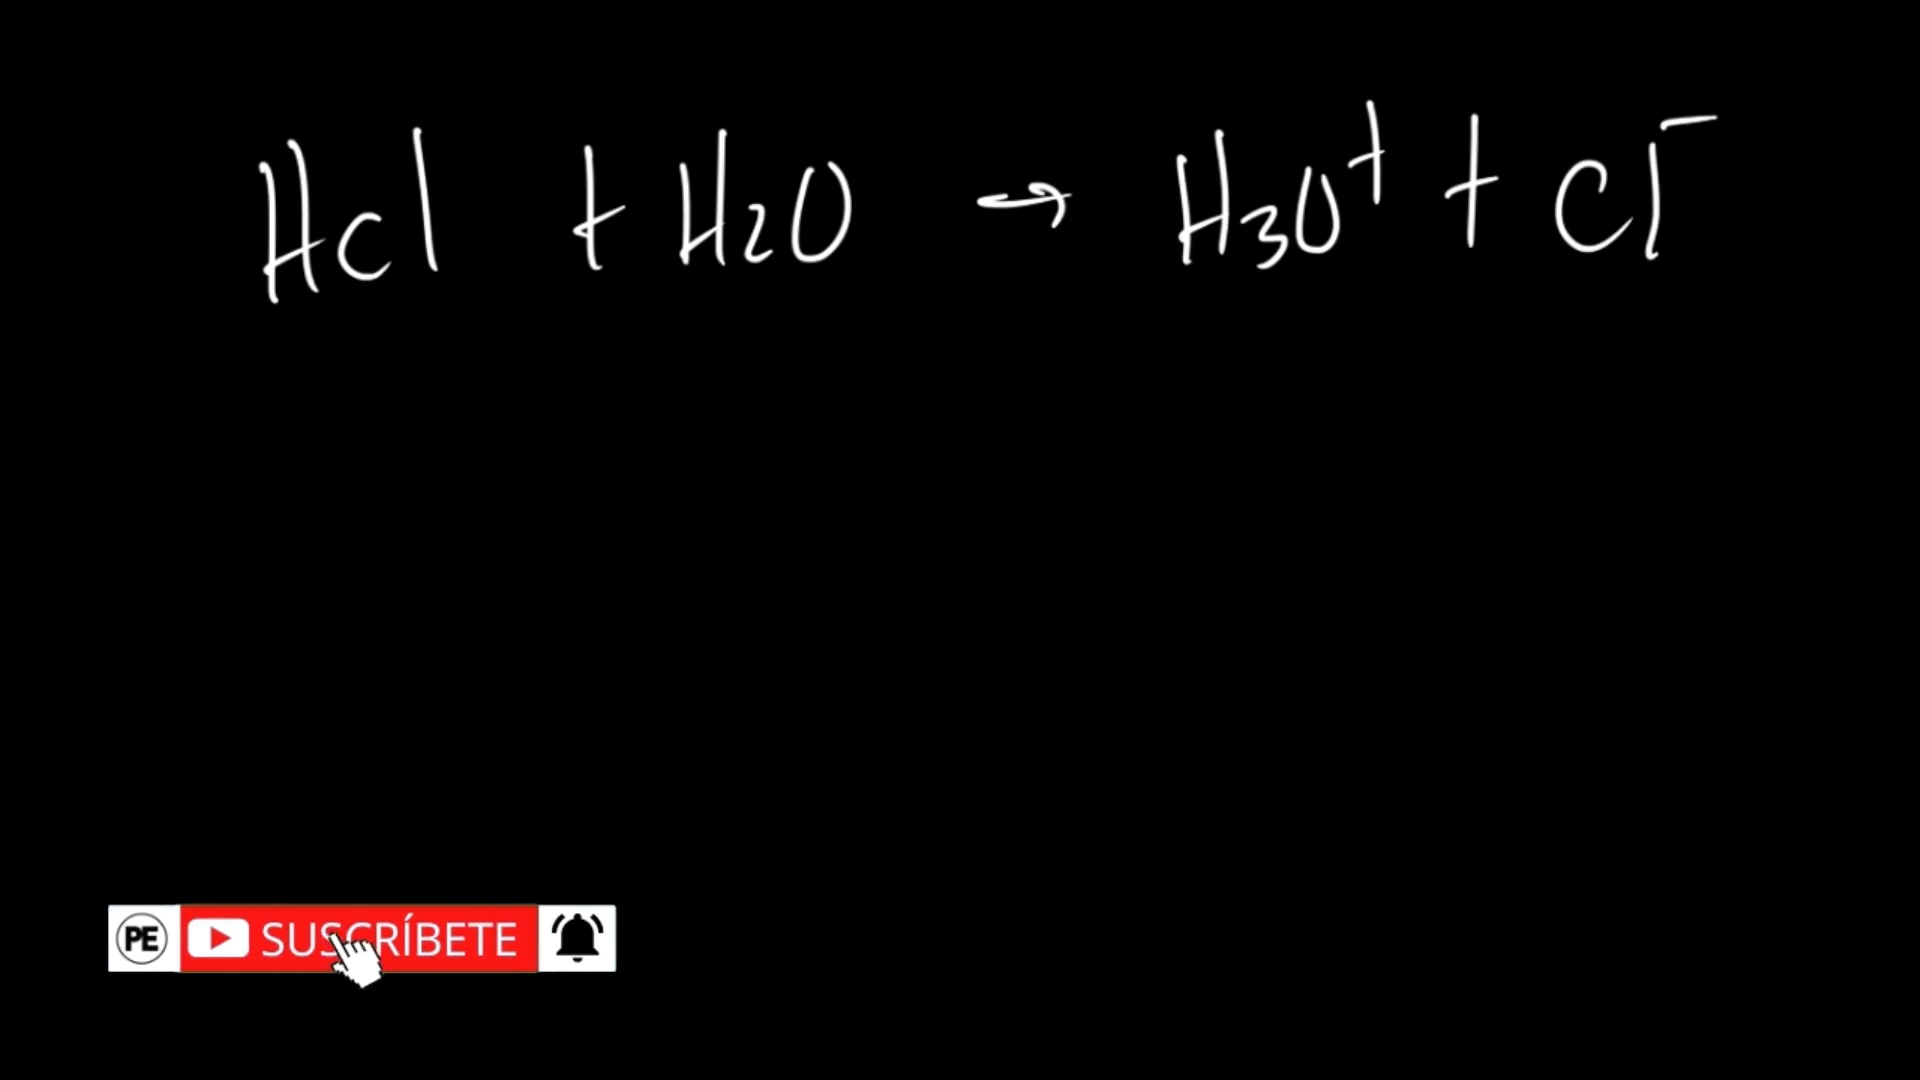 HCl + H₂O → H₃O⁺ + Cl⁻
PE SUSCRÍBETE